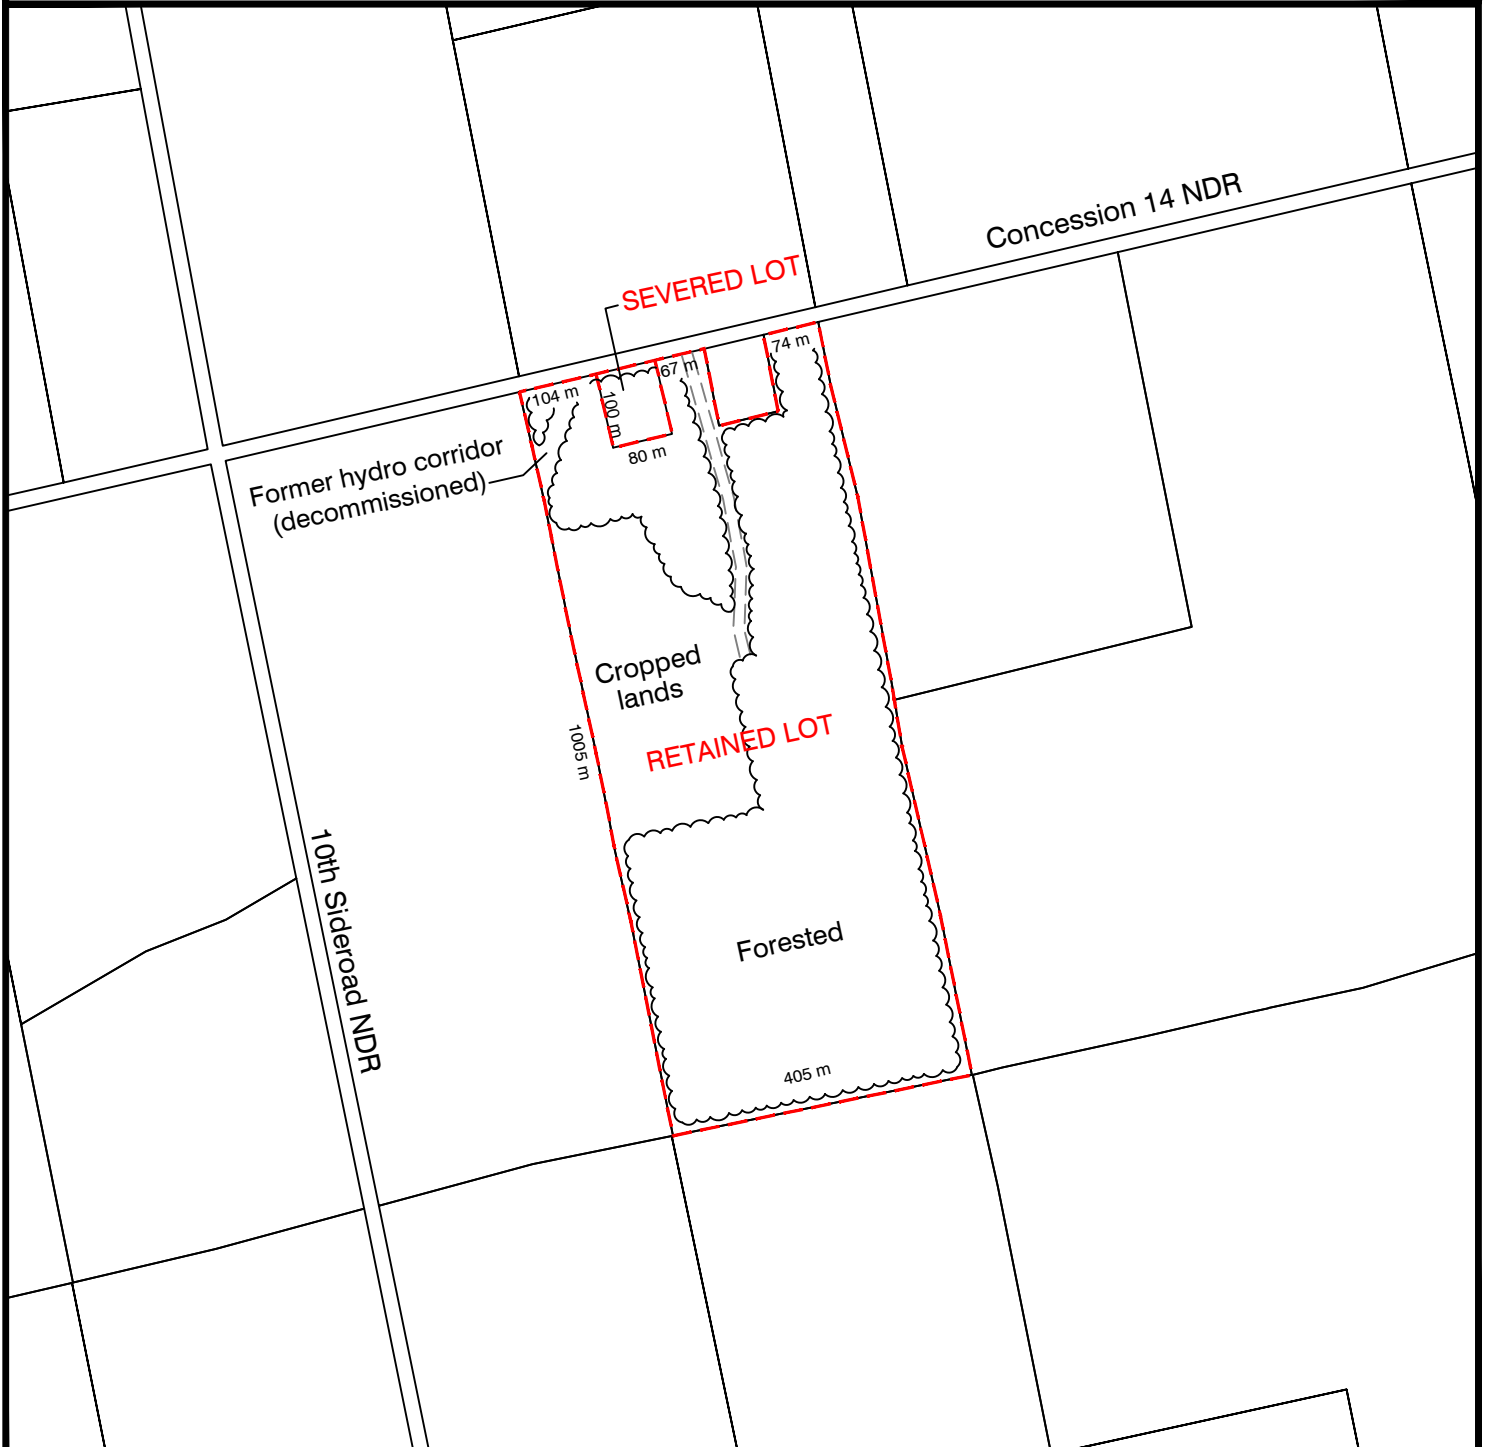 Concession 14 NDR
SEVERED LOT
74 m
67 m
104 m
100 m
80 m
Former hydro corridor
(decommissioned)
Cropped
lands
RETAINED LOT
1005 m
10th Sideroad NDR
Forested
405 m